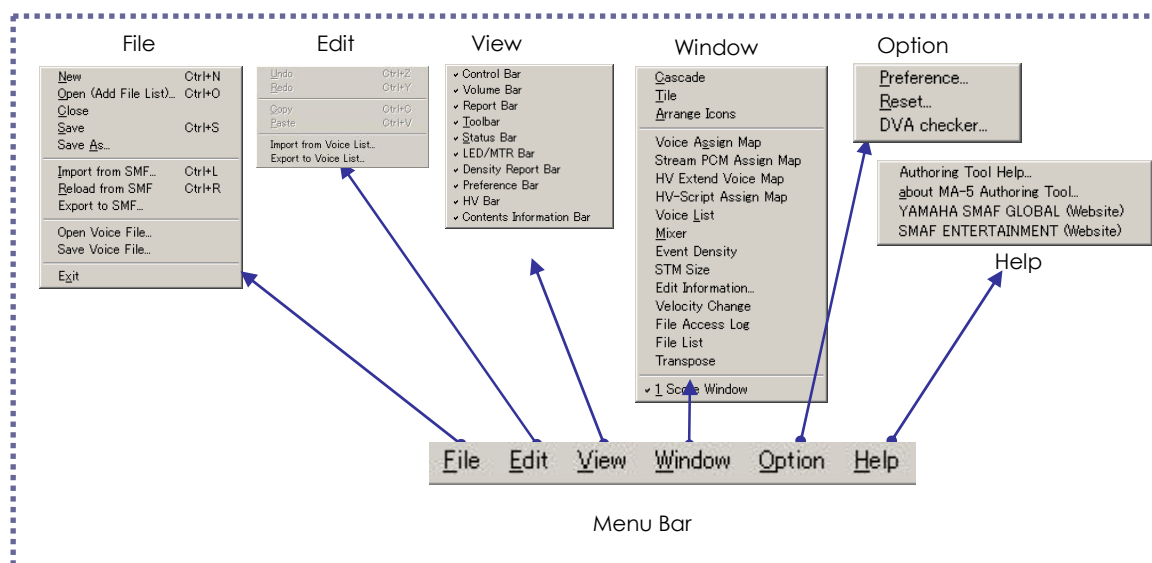 File
New Ctrl+N
Open (Add File List)... Ctrl+O
Close
Save Ctrl+S
Save As...
Import from SMF... Ctrl+L
Reload from SMF Ctrl+R
Export to SMF...
Open Voice File...
Save Voice File...
Exit
Edit
Undo Ctrl+Z
Redo Ctrl+Y
Copy Ctrl+C
Paste Ctrl+V
Import from Voice List...
Export to Voice List...
View
Control Bar
Volume Bar
Report Bar
Toolbar
Status Bar
LED/MTR Bar
Density Report Bar
Preference Bar
HV Bar
Contents Information Bar
Window
Cascade
Tile
Arrange Icons
Voice Assign Map
Stream PCM Assign Map
HV Extend Voice Map
HV-Script Assign Map
Voice List
Mixer
Event Density
STM Size
Edit Information...
Velocity Change
File Access Log
File List
Transpose
1 Score Window
Option
Preference...
Reset...
DVA checker...
Authoring Tool Help...
about MA-5 Authoring Tool...
YAMAHA SMAF GLOBAL (Website)
SMAF ENTERTAINMENT (Website)
Help
File Edit View Window Option Help
Menu Bar